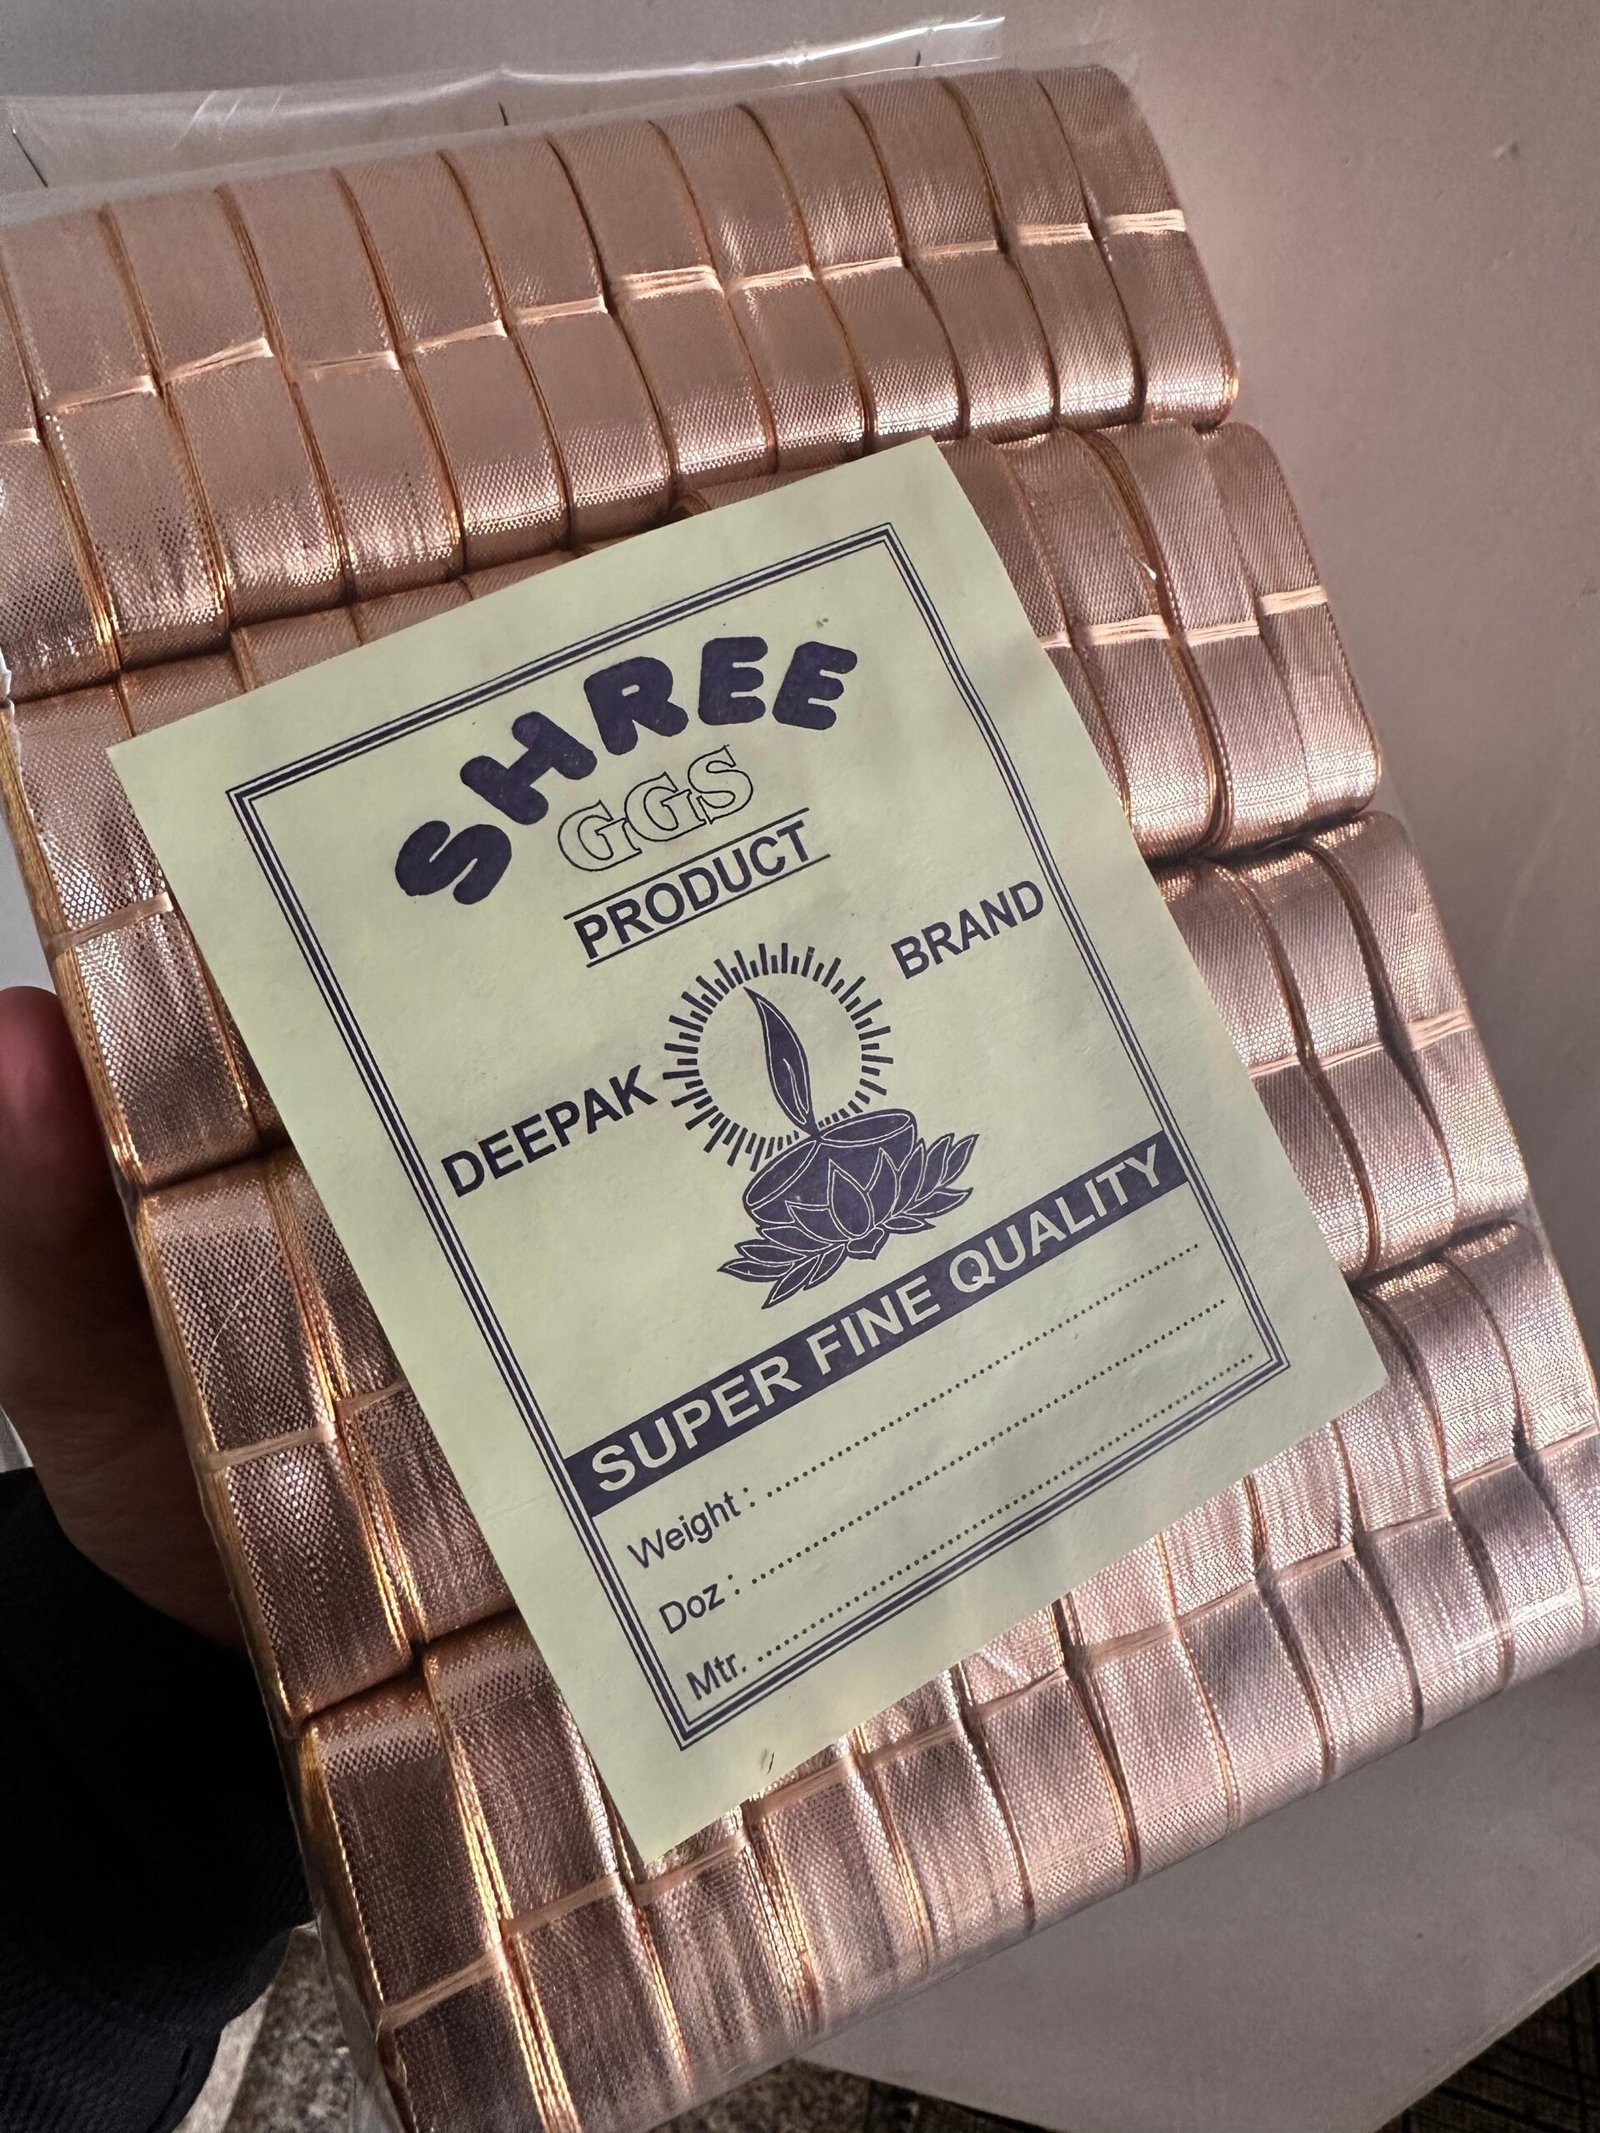 SHREE
GGS
PRODUCT
DEEPAK BRAND
SUPER FINE QUALITY
Weight : ........................................
Doz : ........................................
Mtr. ........................................